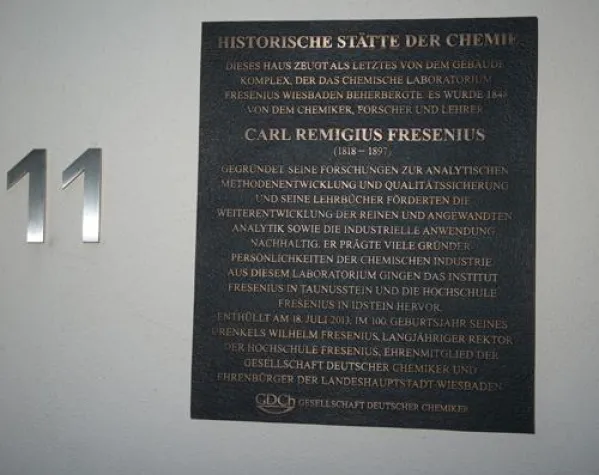 11
HISTORISCHE STÄTTE DER CHEMIE
DIESES HAUS ZEUGT ALS LETZTES VON DEM GEBÄUDE
KOMPLEX, DER DAS CHEMISCHE LABORATORIUM
FRESENIUS WIESBADEN BEHERBERGTE. ES WURDE 1848
VON DEM CHEMIKER, FORSCHER UND LEHRER
CARL REMIGIUS FRESENIUS
(1818 – 1897)
GEGRÜNDET. SEINE FORSCHUNGEN ZUR ANALYTISCHEN
METHODENENTWICKLUNG UND QUALITÄTSSICHERUNG
UND SEINE LEHRBÜCHER FÖRDERTEN DIE
WEITERENTWICKLUNG DER REINEN UND ANGEWANDTEN
ANALYTIK SOWIE DIE INDUSTRIELLE ANWENDUNG
NACHHALTIG. ER PRÄGTE VIELE GRÜNDER-
PERSÖNLICHKEITEN DER CHEMISCHEN INDUSTRIE.
AUS DIESEM LABORATORIUM GINGEN DAS INSTITUT
FRESENIUS IN TAUNUSSTEIN UND DIE HOCHSCHULE
FRESENIUS IN IDSTEIN HERVOR.
ENTHÜLLT AM 18. JULI 2013, IM 100. GEBURTSJAHR SEINES
URENKELS WILHELM FRESENIUS, LANGJÄHRIGER REKTOR
DER HOCHSCHULE FRESENIUS, EHRENMITGLIED DER
GESELLSCHAFT DEUTSCHER CHEMIKER UND
EHRENBÜRGER DER LANDESHAUPTSTADT WIESBADEN
GDCh GESELLSCHAFT DEUTSCHER CHEMIKER